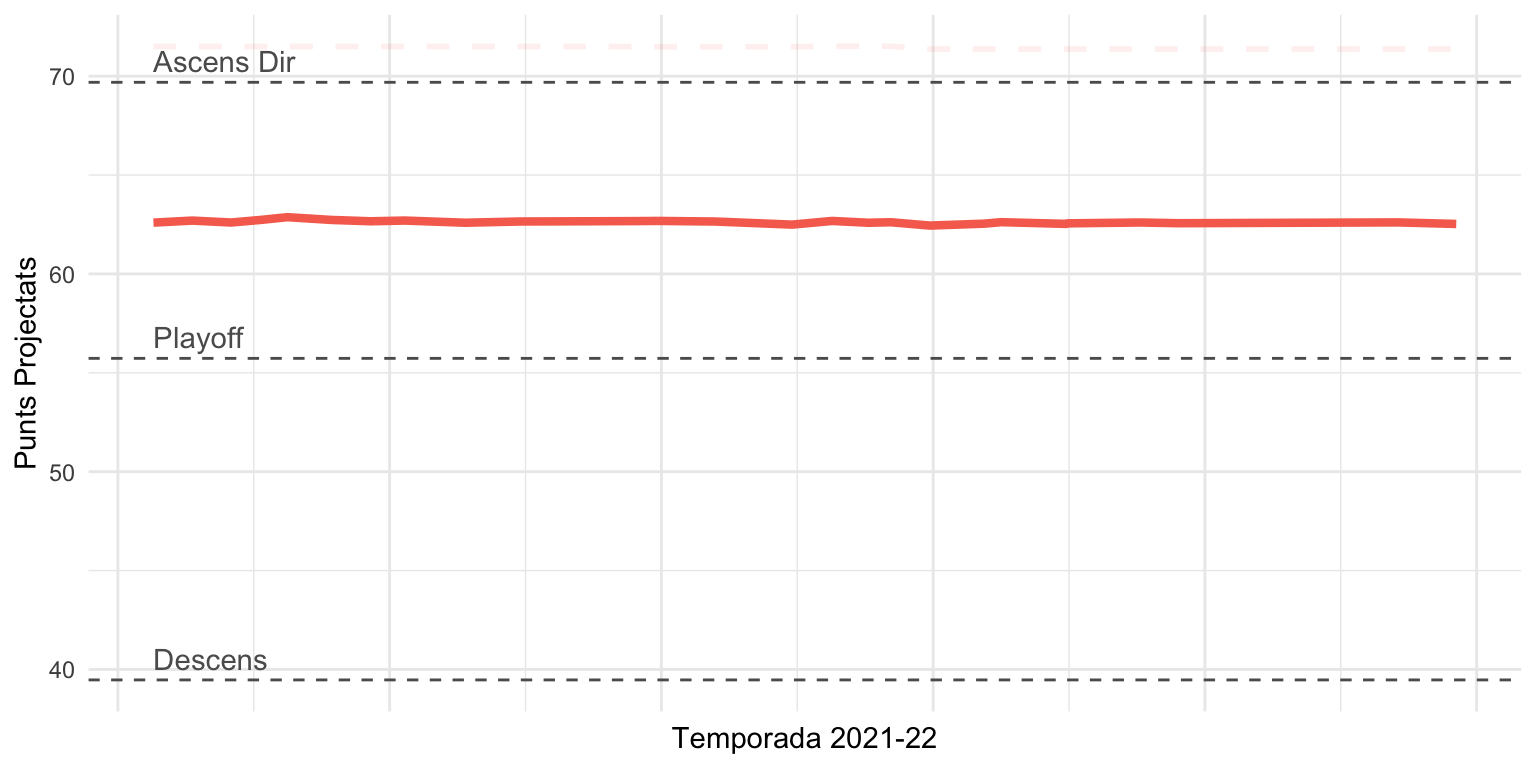 Ascens Dir
70
60
Playoff
50
Descens
40
Punts Projectats
Temporada 2021-22